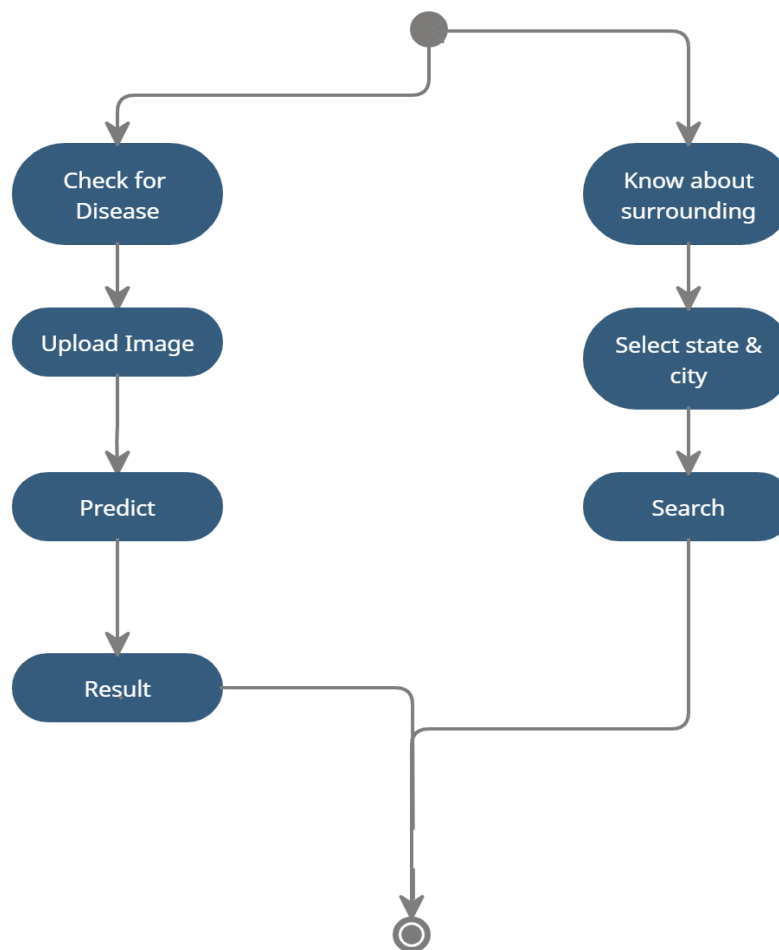 Check for
Disease
Upload Image
Predict
Result
Know about
surrounding
Select state &
city
Search